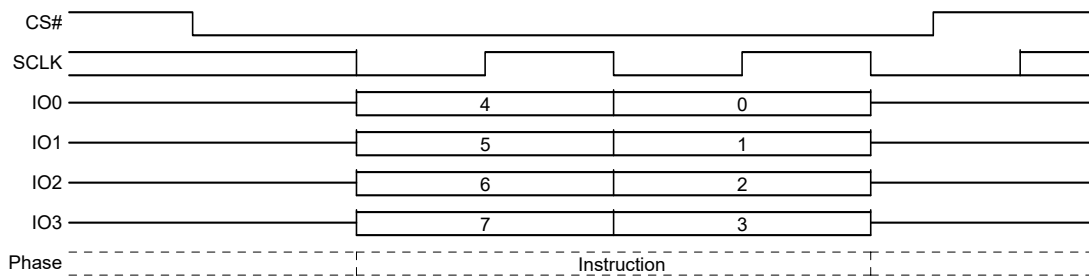 CS#
SCLK
IO0 4 0
IO1 5 1
IO2 6 2
IO3 7 3
Phase Instruction